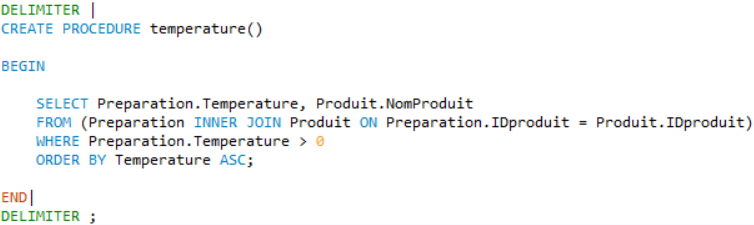 DELIMITER |
CREATE PROCEDURE temperature()
BEGIN
SELECT Preparation.Temperature, Produit.NomProduit
FROM (Preparation INNER JOIN Produit ON Preparation.IDproduit = Produit.IDproduit)
WHERE Preparation.Temperature > 0
ORDER BY Temperature ASC;
END|
DELIMITER ;